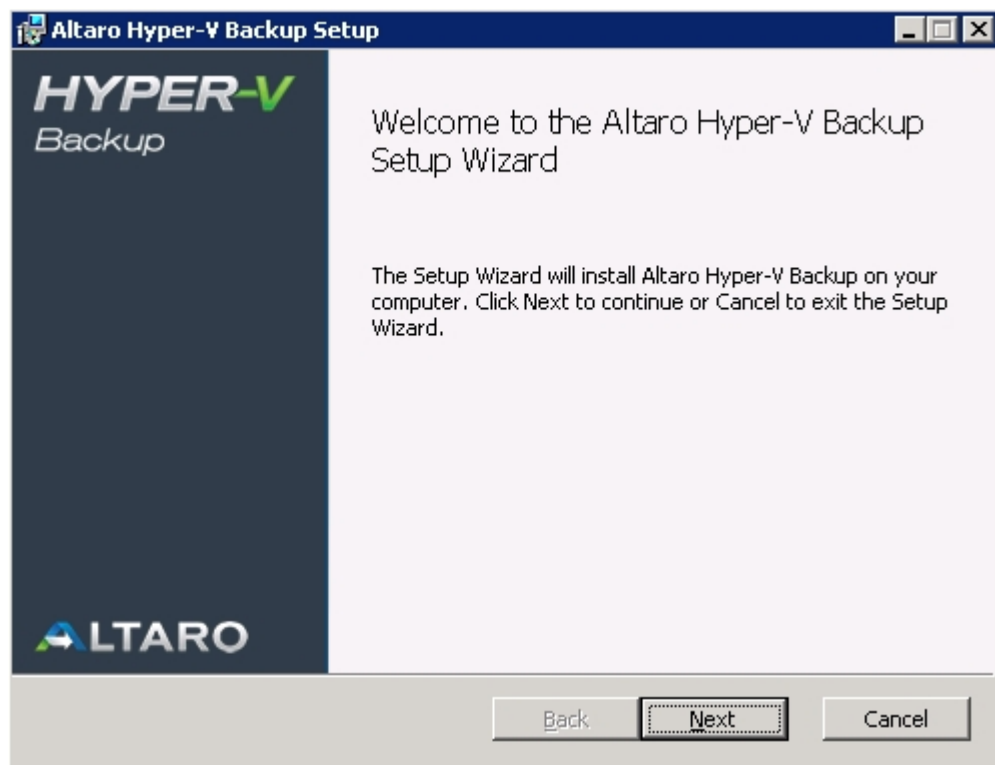 Altaro Hyper-V Backup Setup
HYPER-V
Backup
Welcome to the Altaro Hyper-V Backup
Setup Wizard
The Setup Wizard will install Altaro Hyper-V Backup on your
computer. Click Next to continue or Cancel to exit the Setup
Wizard.
ALTARO
Back
Next
Cancel